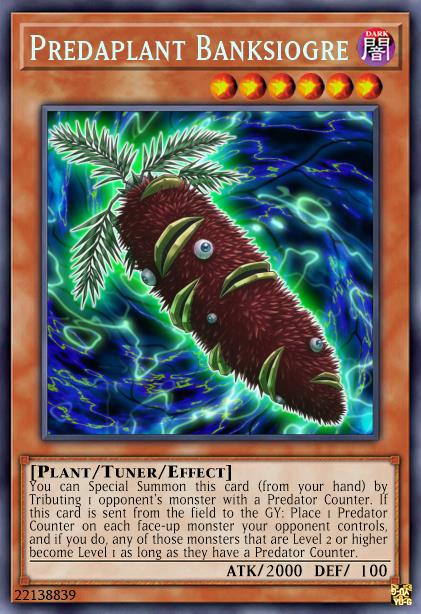 PREDAPLANT BANKSIOGRE
DARK
闇
[PLANT/TUNER/EFFECT]
You can Special Summon this card (from your hand) by
Tributing 1 opponent's monster with a Predator Counter. If
this card is sent from the field to the GY: Place 1 Predator
Counter on each face-up monster your opponent controls,
and if you do, any of those monsters that are Level 2 or higher
become Level 1 as long as they have a Predator Counter.
ATK/2000 DEF/ 100
22138839